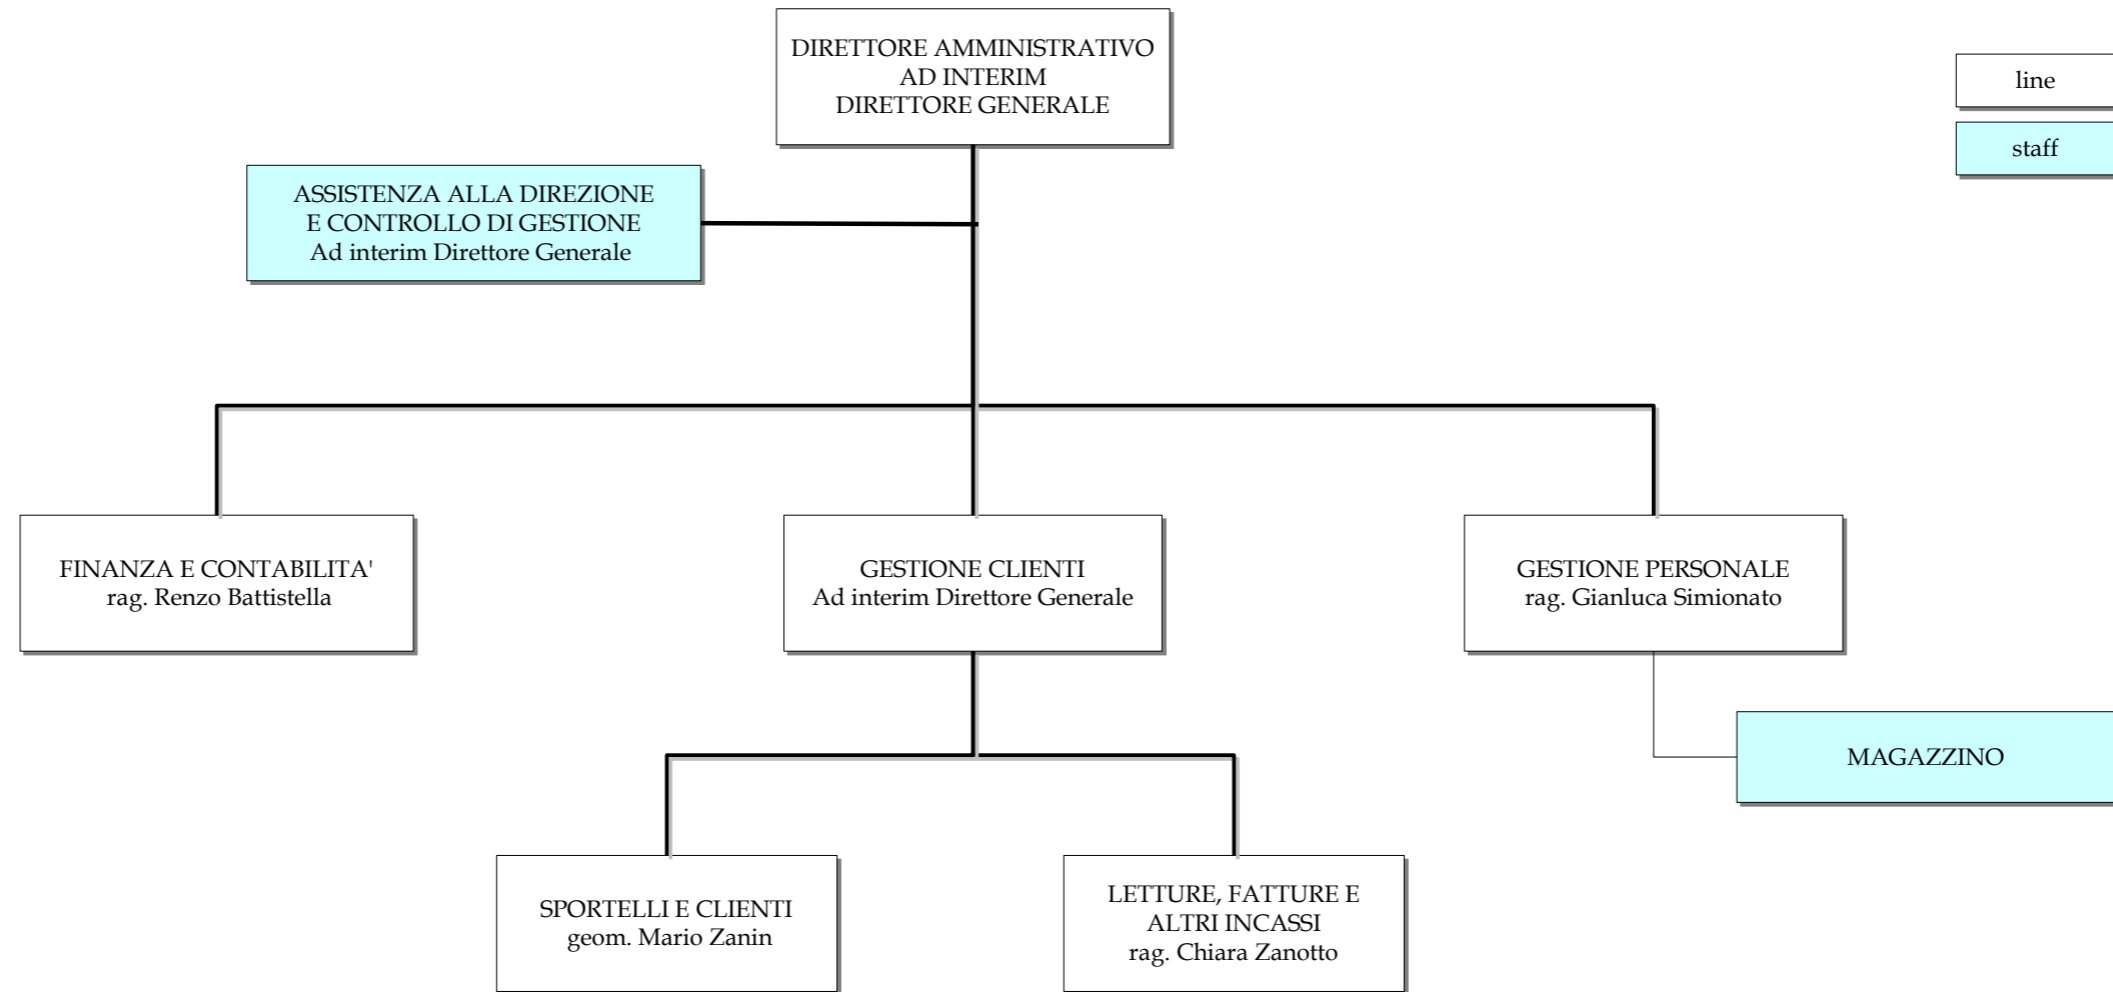 DIRETTORE AMMINISTRATIVO
AD INTERIM
DIRETTORE GENERALE
line
staff
ASSISTENZA ALLA DIREZIONE
E CONTROLLO DI GESTIONE
Ad interim Direttore Generale
FINANZA E CONTABILITA'
rag. Renzo Battistella
GESTIONE CLIENTI
Ad interim Direttore Generale
GESTIONE PERSONALE
rag. Gianluca Simionato
MAGAZZINO
SPORTELLI E CLIENTI
geom. Mario Zanin
LETTURE, FATTURE E
ALTRI INCASSI
rag. Chiara Zanotto